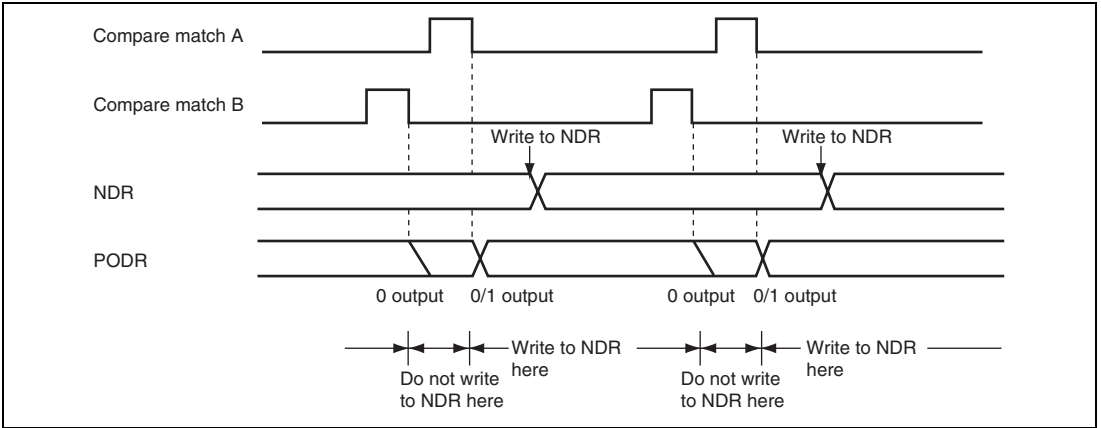 Compare match A
Compare match B
Write to NDR
Write to NDR
NDR
PODR
0 output
0/1 output
0 output
0/1 output
Write to NDR
here
Write to NDR
here
Do not write
to NDR here
Do not write
to NDR here